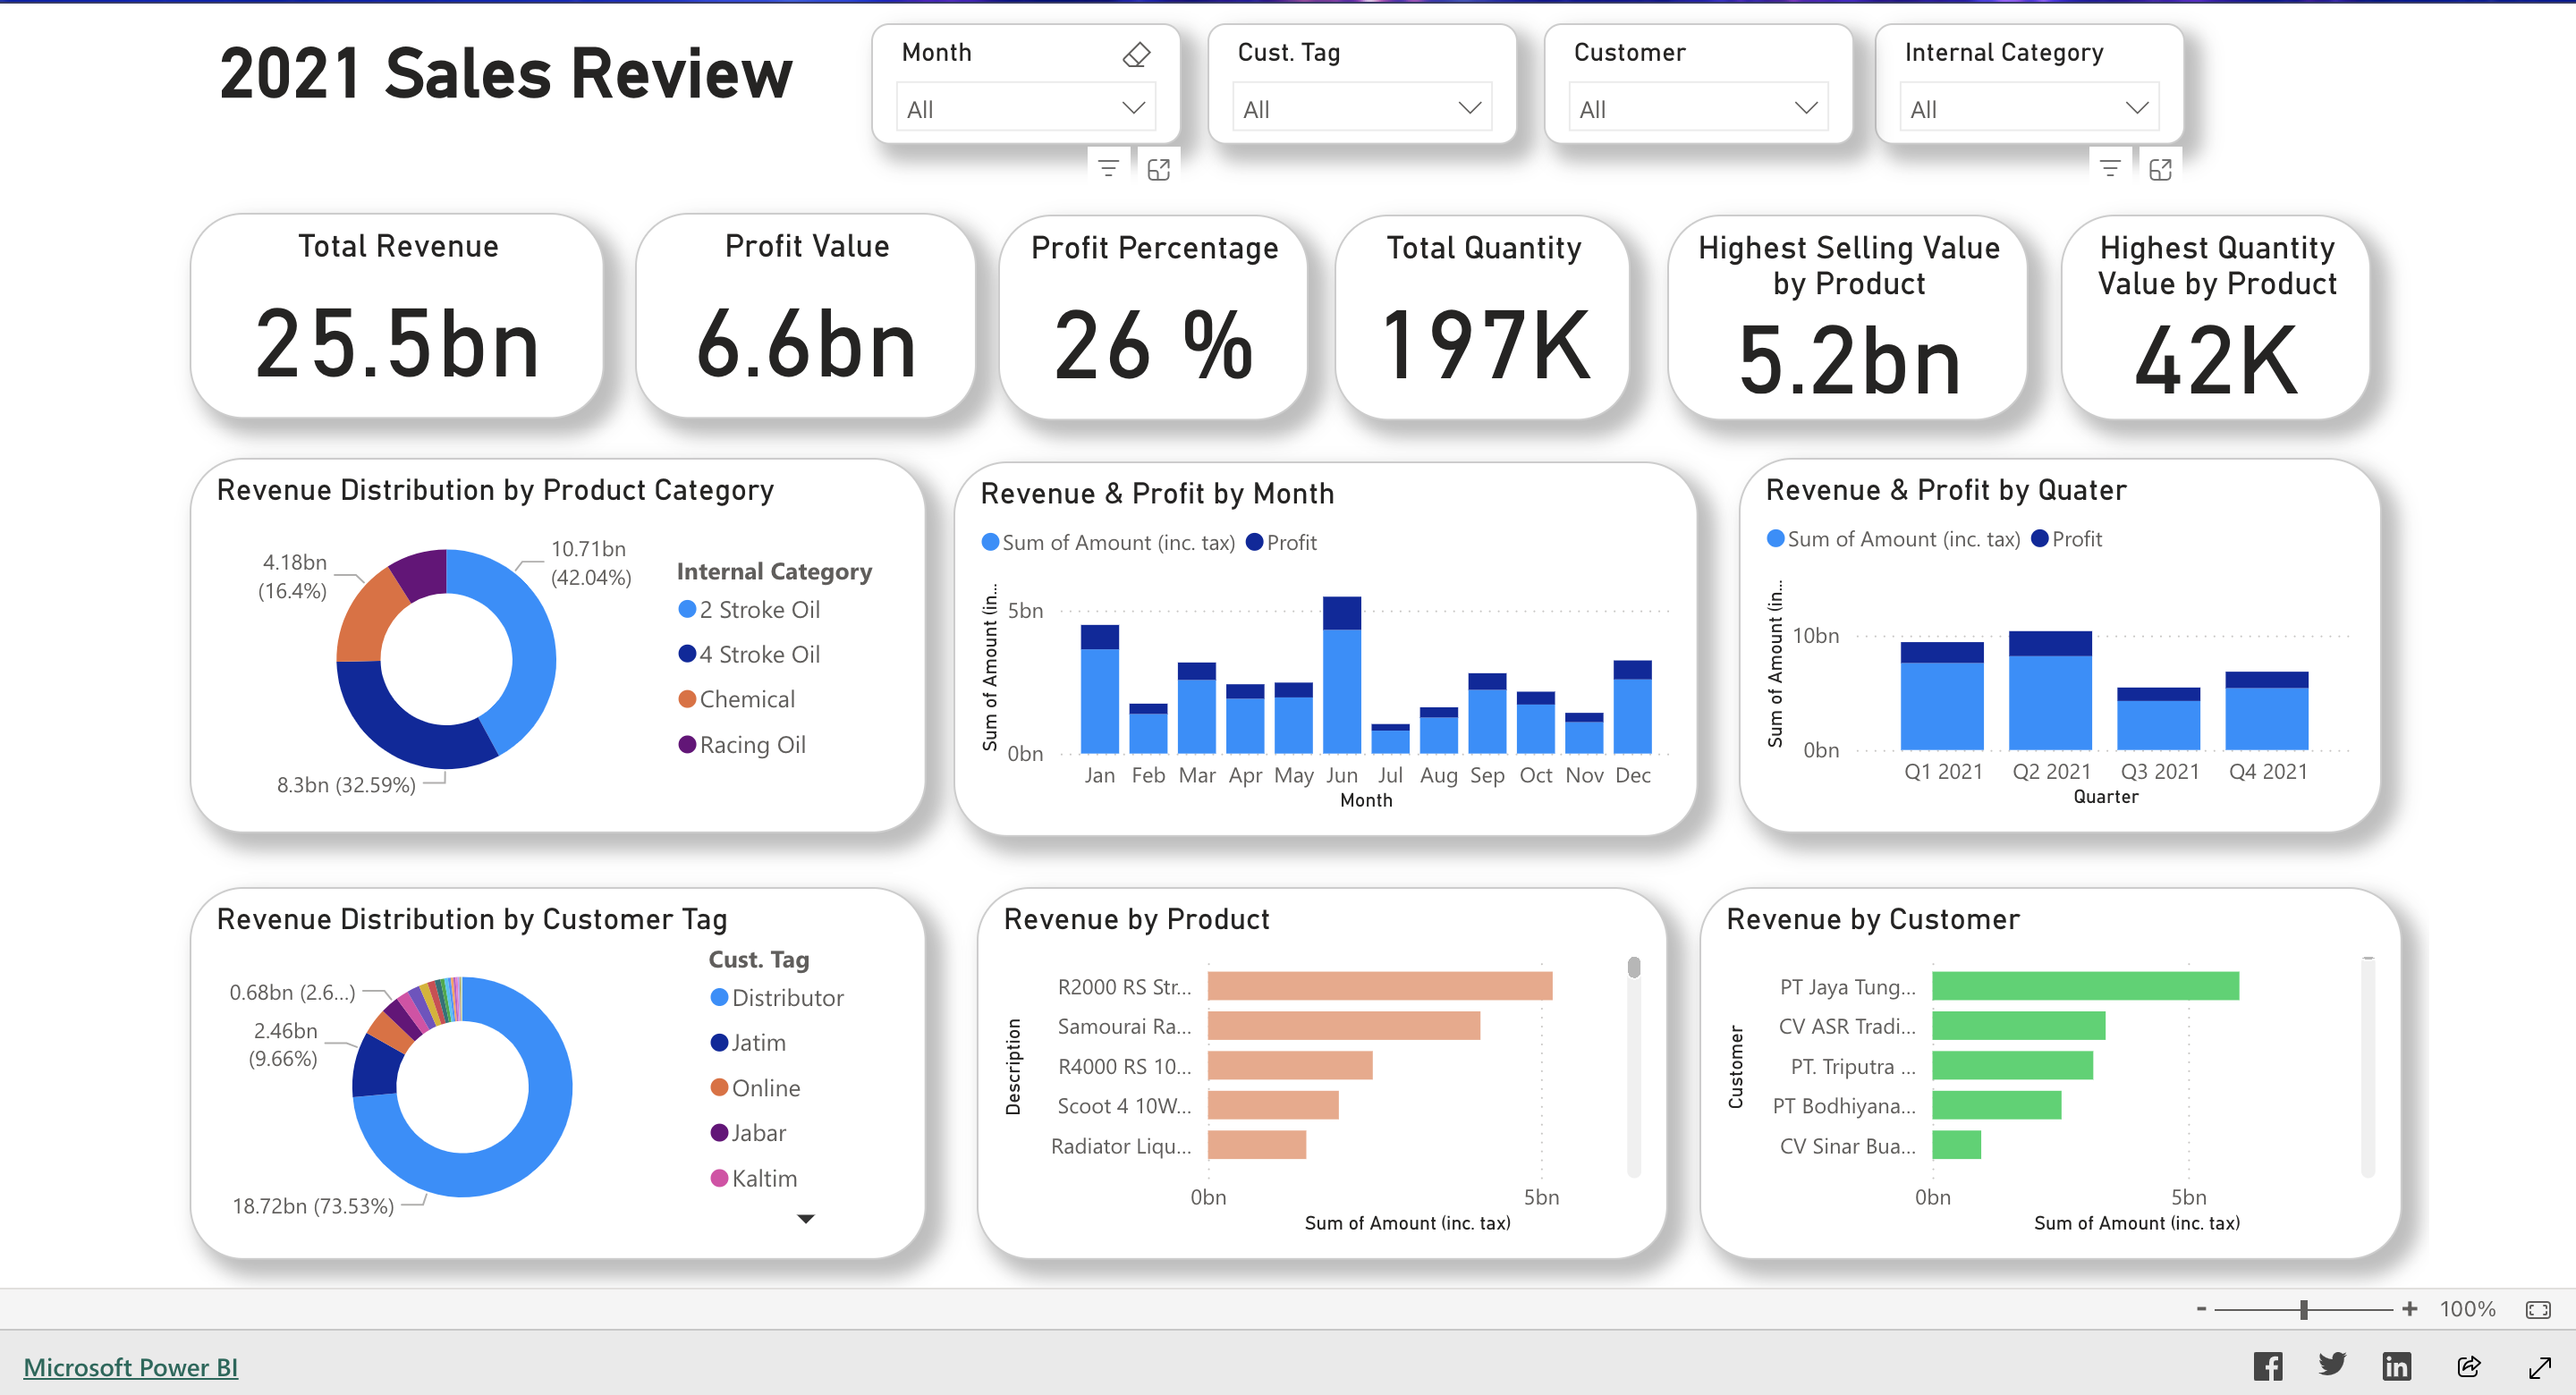 2021 Sales Review
Month
All
Cust. Tag
All
Customer
All
Internal Category
All
Total Revenue
25.5bn
Profit Value
6.6bn
Profit Percentage
26 %
Total Quantity
197K
Highest Selling Value
by Product
5.2bn
Highest Quantity
Value by Product
42K
Revenue Distribution by Product Category
10.71bn
(42.04%)
4.18bn
(16.4%)
8.3bn (32.59%)
Internal Category
2 Stroke Oil
4 Stroke Oil
Chemical
Racing Oil
Revenue & Profit by Month
Sum of Amount (inc. tax) Profit
Sum of Amount (in...
5bn
0bn
Jan Feb Mar Apr May Jun Jul Aug Sep Oct Nov Dec
Month
Revenue & Profit by Quater
Sum of Amount (inc. tax) Profit
Sum of Amount (in...
10bn
0bn
Q1 2021 Q2 2021 Q3 2021 Q4 2021
Quarter
Revenue Distribution by Customer Tag
0.68bn (2.6...)
2.46bn
(9.66%)
18.72bn (73.53%)
Cust. Tag
Distributor
Jatim
Online
Jabar
Kaltim
Revenue by Product
Description
R2000 RS Str...
Samourai Ra...
R4000 RS 10...
Scoot 4 10W...
Radiator Liqu...
0bn 5bn
Sum of Amount (inc. tax)
Revenue by Customer
Customer
PT Jaya Tung...
CV ASR Tradi...
PT. Triputra ...
PT Bodhiyana...
CV Sinar Bua...
0bn 5bn
Sum of Amount (inc. tax)
- + 100%
Microsoft Power BI